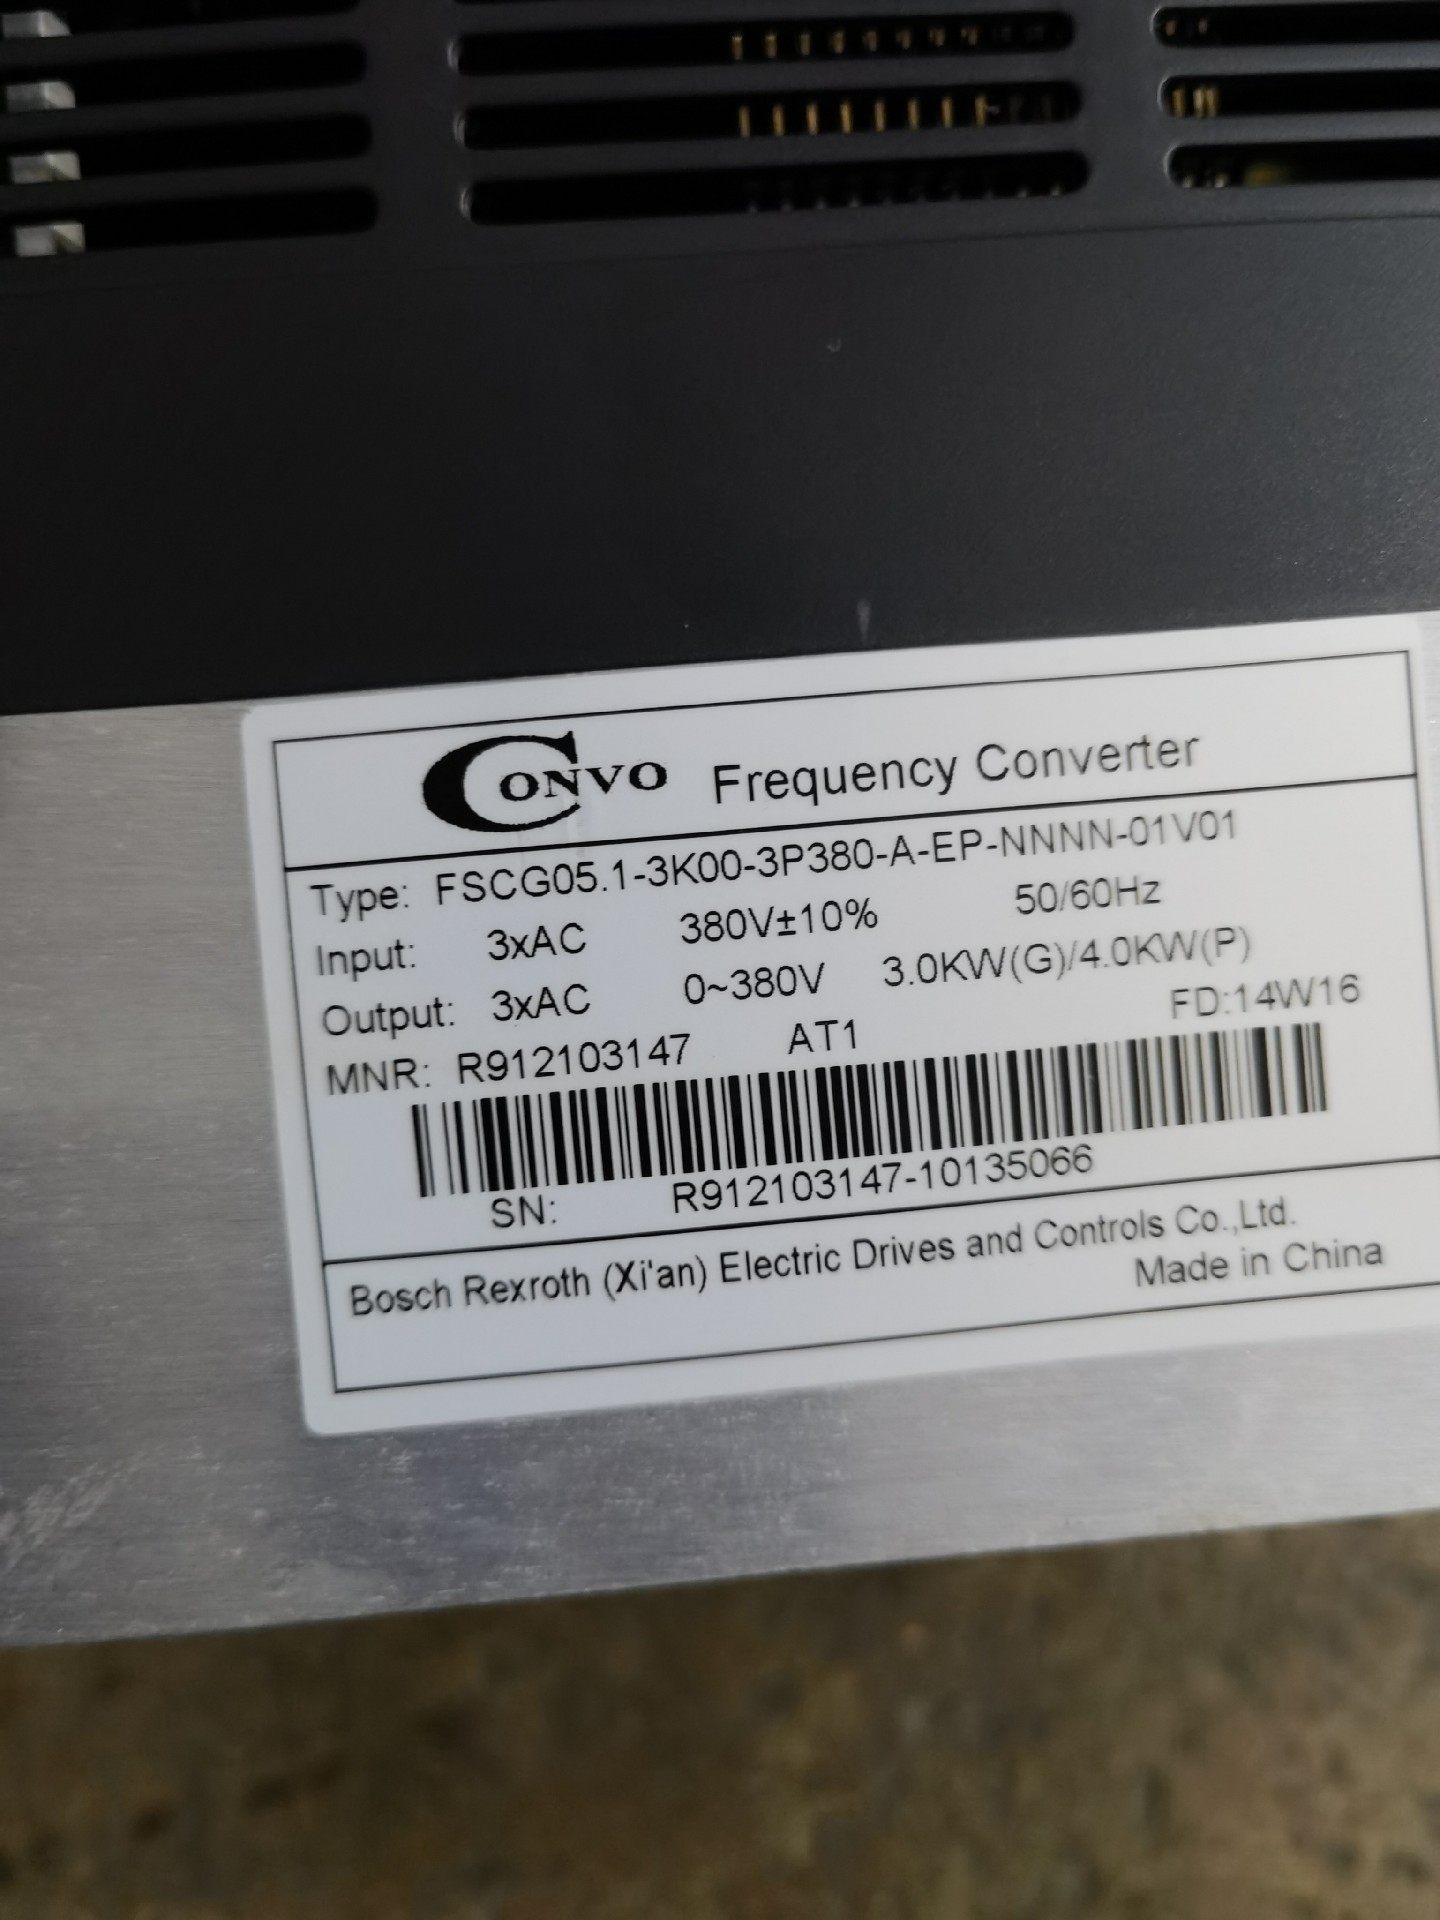 CONVO Frequency Converter
Type: FSCG05.1-3K00-3P380-A-EP-NNNN-01V01
Input: 3xAC 380V±10% 50/60Hz
Output: 3xAC 0~380V 3.0KW(G)/4.0KW(P)
MNR: R912103147 AT1 FD:14W16
SN: R912103147-10135066
Bosch Rexroth (Xi'an) Electric Drives and Controls Co.,Ltd.
Made in China